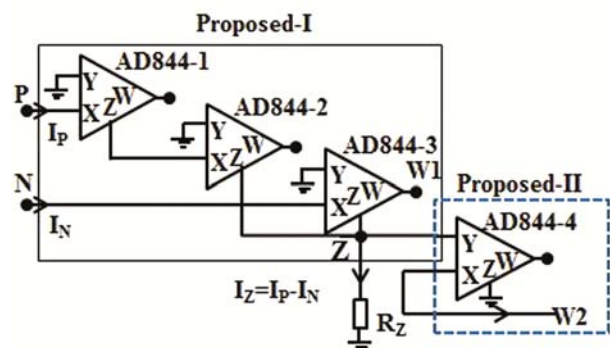 Proposed-I
AD844-1
Y
P
X
Z
W
I_P
AD844-2
Y
X
Z
W
AD844-3
W1
Y
N
X
Z
W
I_N
Proposed-II
AD844-4
Y
X
Z
W
Z
I_Z=I_P-I_N
R_Z
W2